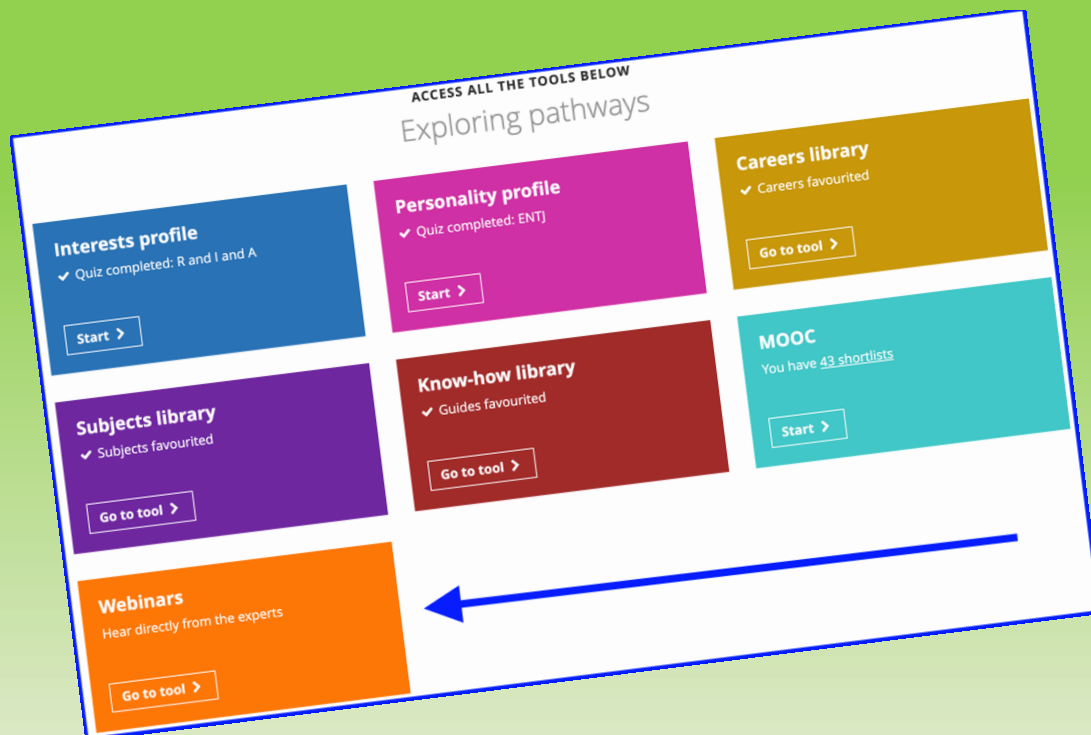 ACCESS ALL THE TOOLS BELOW
Exploring pathways
Interests profile
Quiz completed: R and I and A
Start
Personality profile
Quiz completed: ENTJ
Start
Careers library
Careers favourited
Go to tool
Subjects library
Subjects favourited
Go to tool
Know-how library
Guides favourited
Go to tool
MOOC
You have 43 shortlists
Start
Webinars
Hear directly from the experts
Go to tool